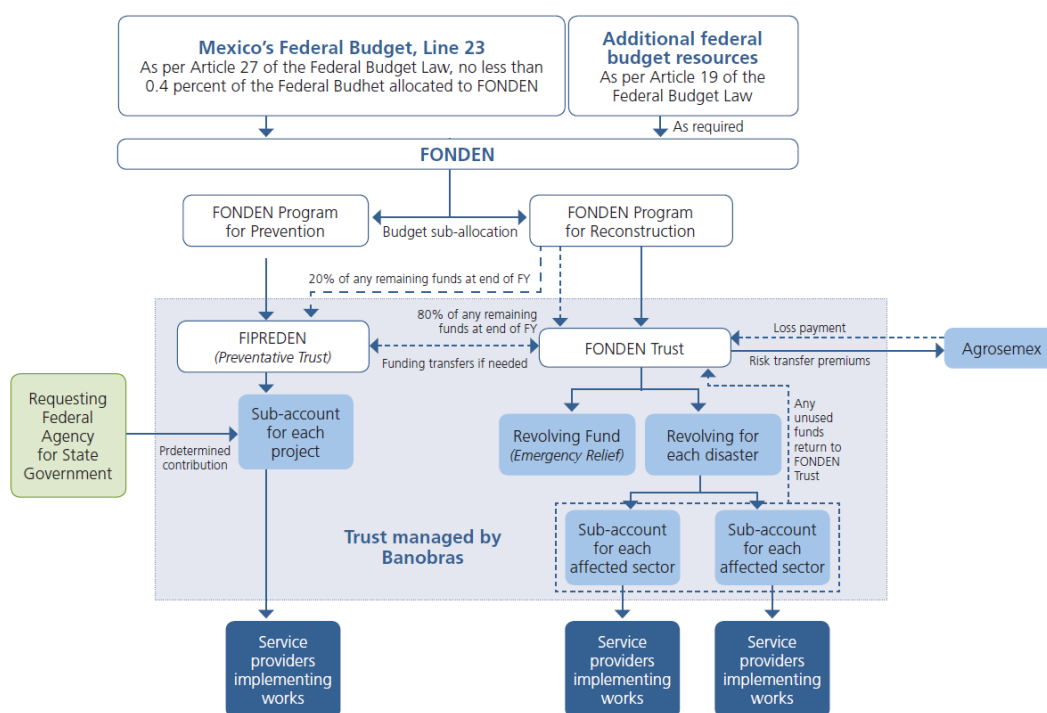 Mexico's Federal Budget, Line 23
As per Article 27 of the Federal Budget Law, no less than
0.4 percent of the Federal Budhet allocated to FONDEN
Additional federal
budget resources
As per Article 19 of the
Federal Budget Law
As required
FONDEN
FONDEN Program
for Prevention
Budget sub-allocation
FONDEN Program
for Reconstruction
20% of any remaining funds at end of FY
80% of any remaining
funds at end of FY
FIPREDEN
(Preventative Trust)
Funding transfers if needed
FONDEN Trust
Loss payment
Risk transfer premiums
Agrosemex
Requesting
Federal
Agency
for State
Government
Prdetermined
contribution
Sub-account
for each
project
Revolving Fund
(Emergency Relief)
Revolving for
each disaster
Any
unused
funds
return to
FONDEN
Trust
Trust managed by
Banobras
Sub-account
for each
affected sector
Sub-account
for each
affected sector
Service
providers
implementing
works
Service
providers
implementing
works
Service
providers
implementing
works